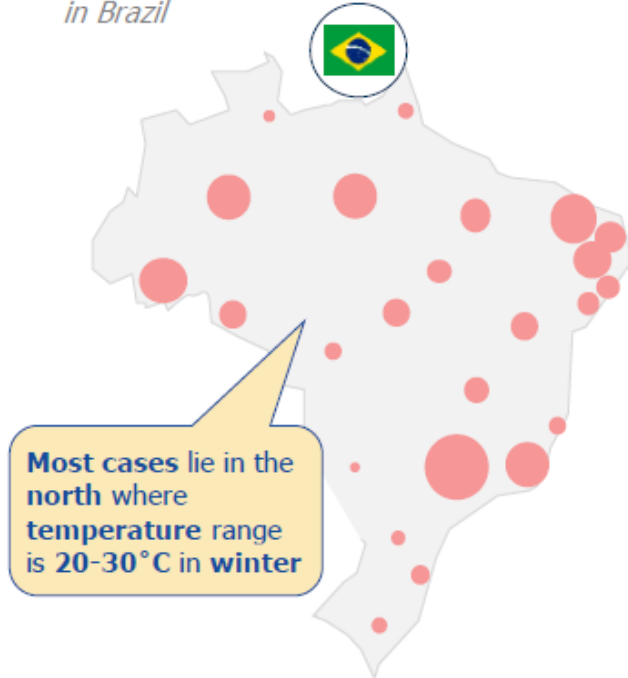 in Brazil
Most cases lie in the
north where
temperature range
is 20-30°C in winter